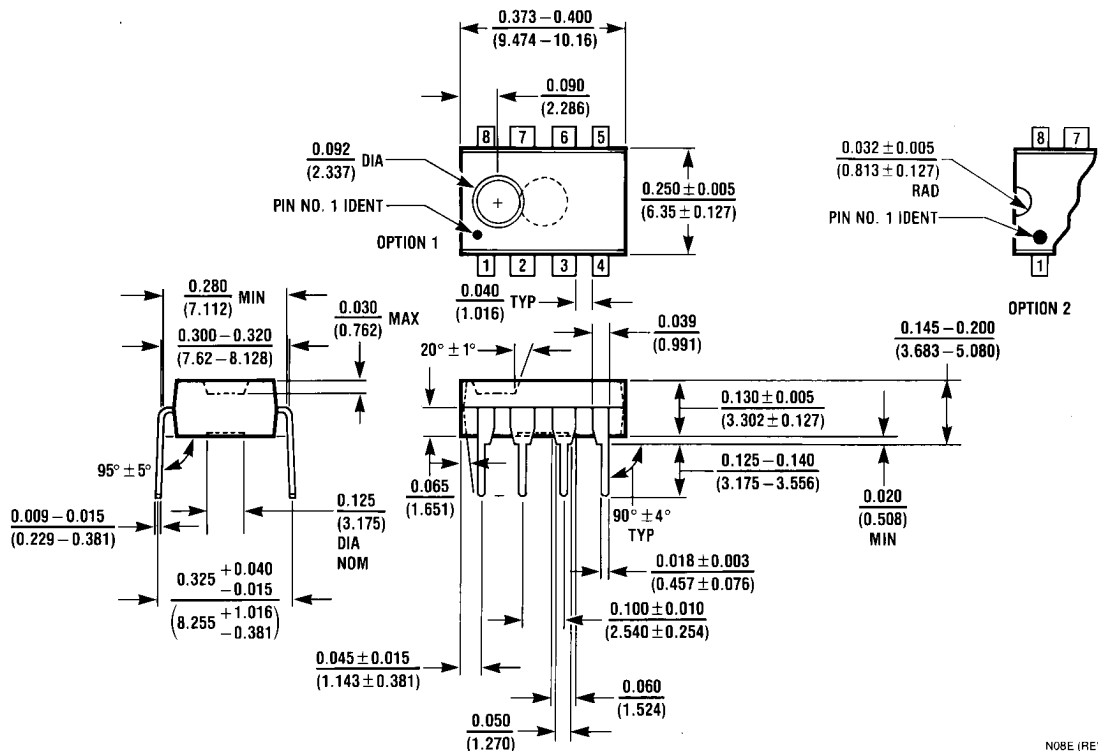 0.373 – 0.400
(9.474 – 10.16)
0.090
(2.286)
8 7 6 5
0.092 DIA
(2.337)
PIN NO. 1 IDENT
OPTION 1
1 2 3 4
0.250 ± 0.005
(6.35 ± 0.127)
8 7
0.032 ± 0.005
(0.813 ± 0.127)
RAD
PIN NO. 1 IDENT
1
OPTION 2
0.280 MIN
(7.112)
0.030 MAX
(0.762)
0.300 – 0.320
(7.62 – 8.128)
0.040 TYP
(1.016)
0.039
(0.991)
0.145 – 0.200
(3.683 – 5.080)
20° ± 1°
0.130 ± 0.005
(3.302 ± 0.127)
95° ± 5°
0.065
(1.651)
0.125 – 0.140
(3.175 – 3.556)
90° ± 4°
TYP
0.020
(0.508)
MIN
0.009 – 0.015
(0.229 – 0.381)
0.125
(3.175)
DIA
NOM
0.018 ± 0.003
(0.457 ± 0.076)
0.325 +0.040
–0.015
(8.255 +1.016
–0.381)
0.100 ± 0.010
(2.540 ± 0.254)
0.045 ± 0.015
(1.143 ± 0.381)
0.060
(1.524)
0.050
(1.270)
N08E (RE